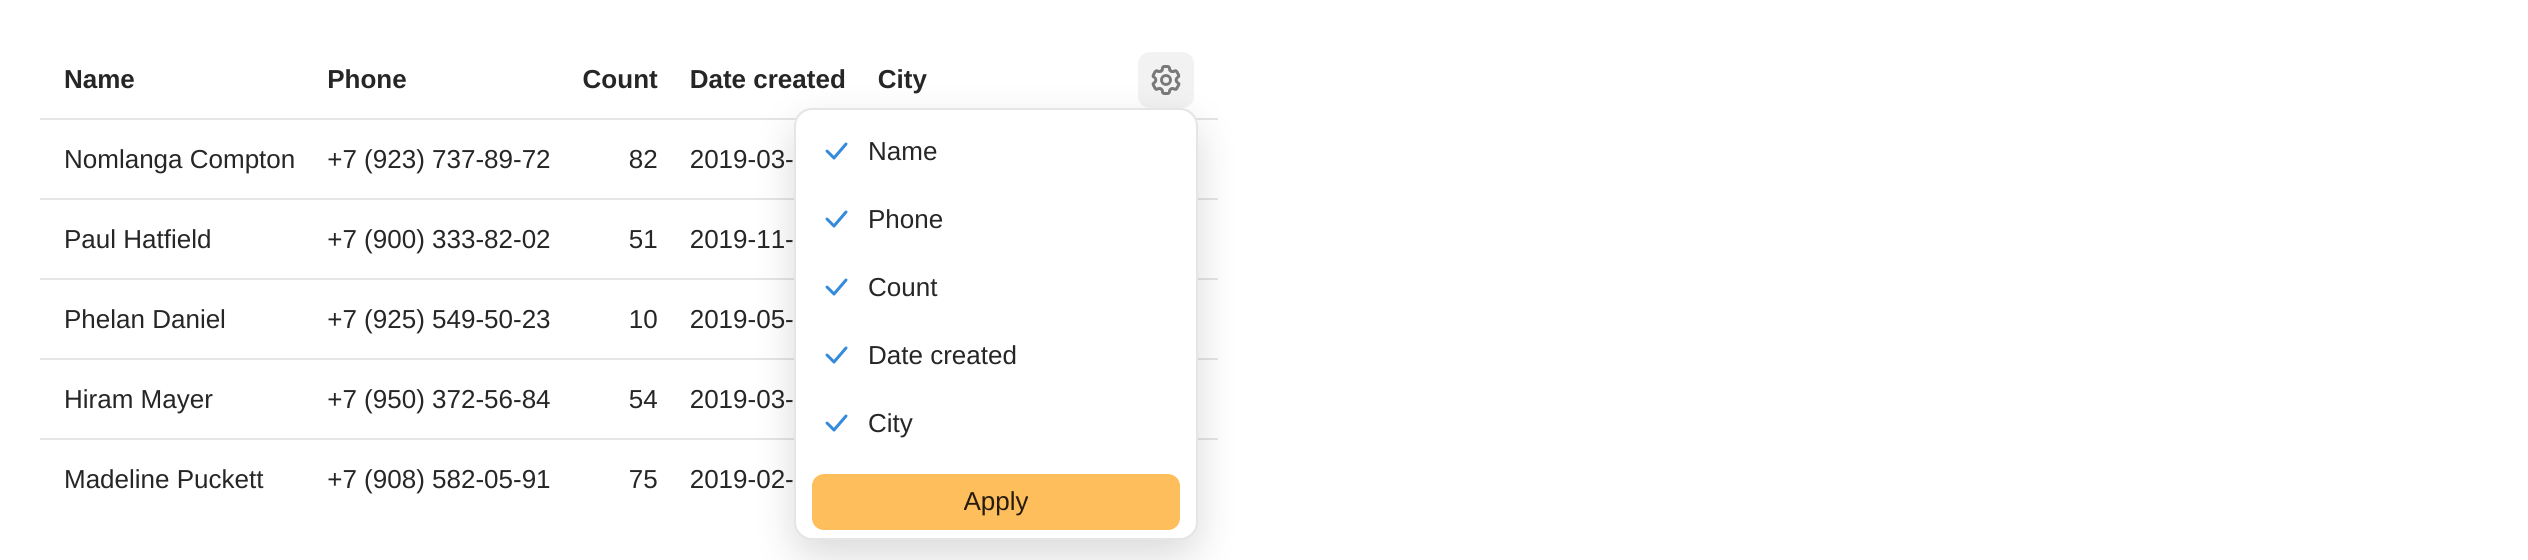 Name Phone Count Date created City
Nomlanga Compton +7 (923) 737-89-72 82 2019-03-
Paul Hatfield +7 (900) 333-82-02 51 2019-11-
Phelan Daniel +7 (925) 549-50-23 10 2019-05-
Hiram Mayer +7 (950) 372-56-84 54 2019-03-
Madeline Puckett +7 (908) 582-05-91 75 2019-02-
Name
Phone
Count
Date created
City
Apply